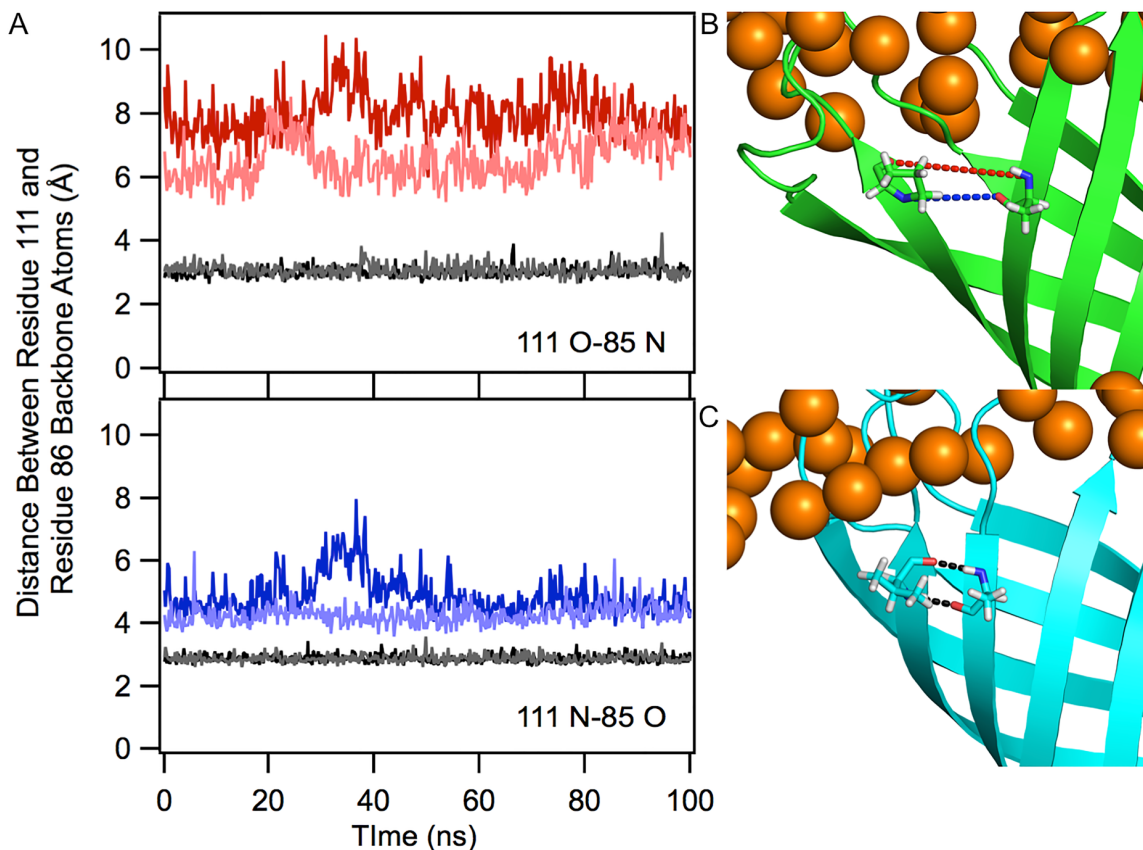 A
Distance Between Residue 111 and
Residue 86 Backbone Atoms (Å)
10
8
6
4
2
0
111 O-85 N
10
8
6
4
2
0
111 N-85 O
0
20
40
60
80
100
TIme (ns)
B
C